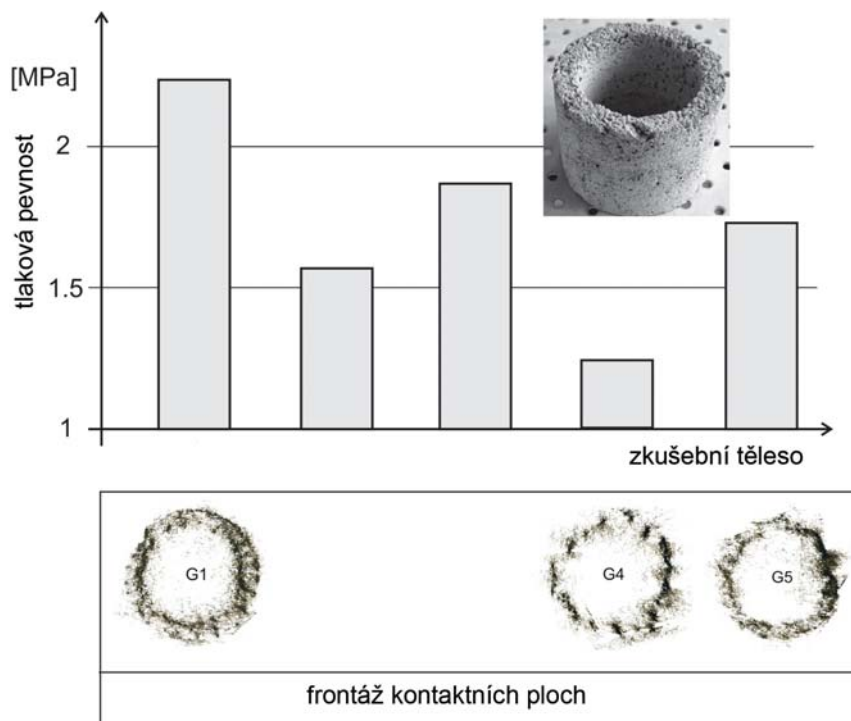 [MPa]
tlaková pevnost
2
1.5
1
zkušební těleso
G1
G4
G5
frontáž kontaktních ploch